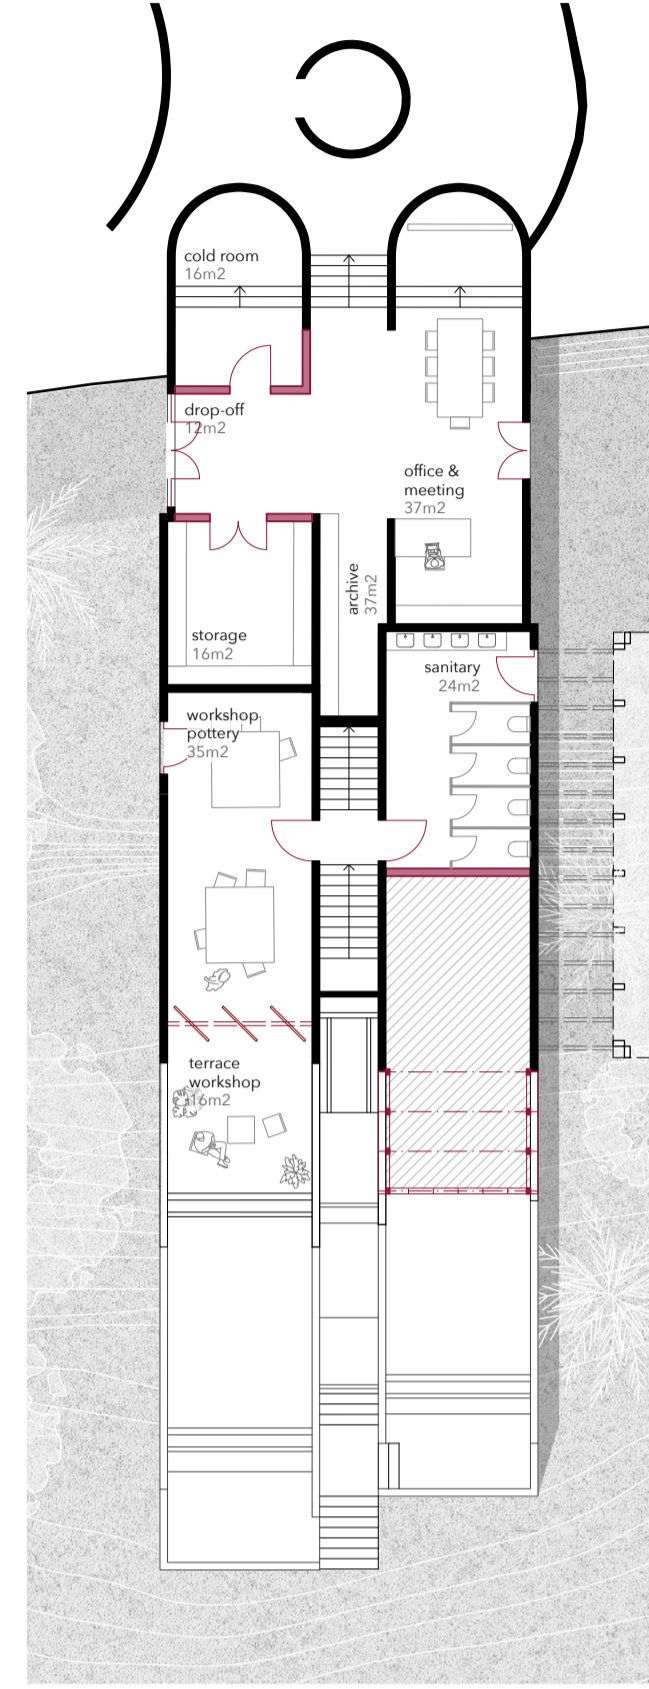 cold room
16m2
drop-off
12m2
office &
meeting
37m2
archive
37m2
storage
16m2
sanitary
24m2
workshop
pottery
35m2
terrace
workshop
16m2